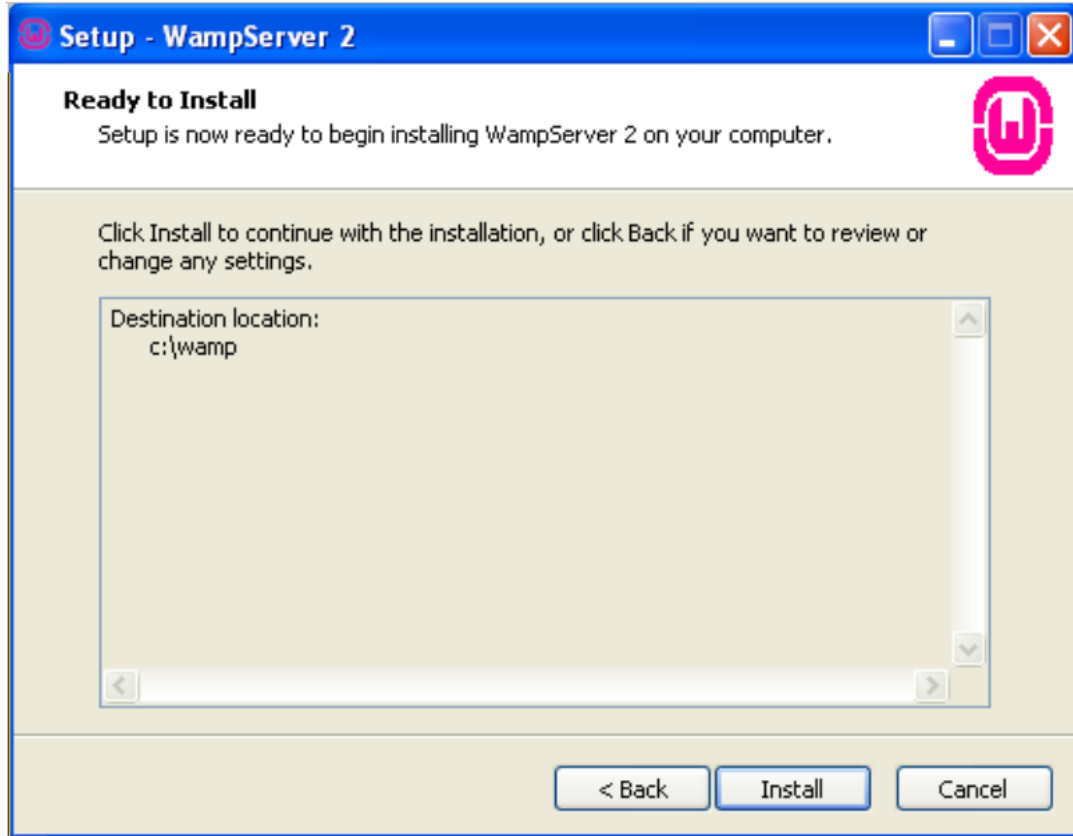 Setup - WampServer 2
Ready to Install
Setup is now ready to begin installing WampServer 2 on your computer.
Click Install to continue with the installation, or click Back if you want to review or
change any settings.
Destination location:
c:\wamp
< Back
Install
Cancel